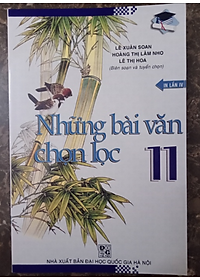 LÊ XUÂN SOAN
HOÀNG THỊ LÂM NHO
LÊ THỊ HOA
(Biên soạn và tuyển chọn)
IN LẦN IV
Những bài văn
chọn lọc 11
NHÀ XUẤT BẢN ĐẠI HỌC QUỐC GIA HÀ NỘI